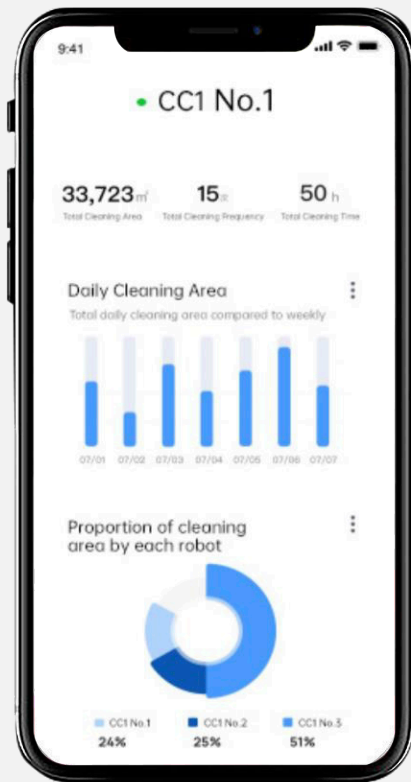 9:41
CC1 No.1
33,723 ㎡ 15 50 h
Total Cleaning Area Total Cleaning Frequency Total Cleaning Time
Daily Cleaning Area
Total daily cleaning area compared to weekly
07/01 07/02 07/03 07/04 07/05 07/06 07/07
Proportion of cleaning
area by each robot
CC1 No.1 CC1 No.2 CC1 No.3
24% 25% 51%